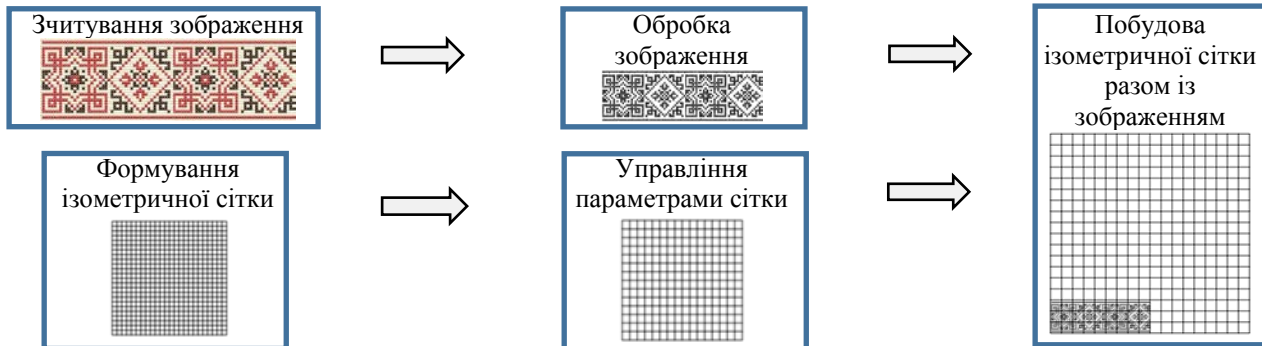 Зчитування зображення
Обробка
зображення
Побудова
ізометричної сітки
разом із
зображенням
Формування
ізометричної сітки
Управління
параметрами сітки